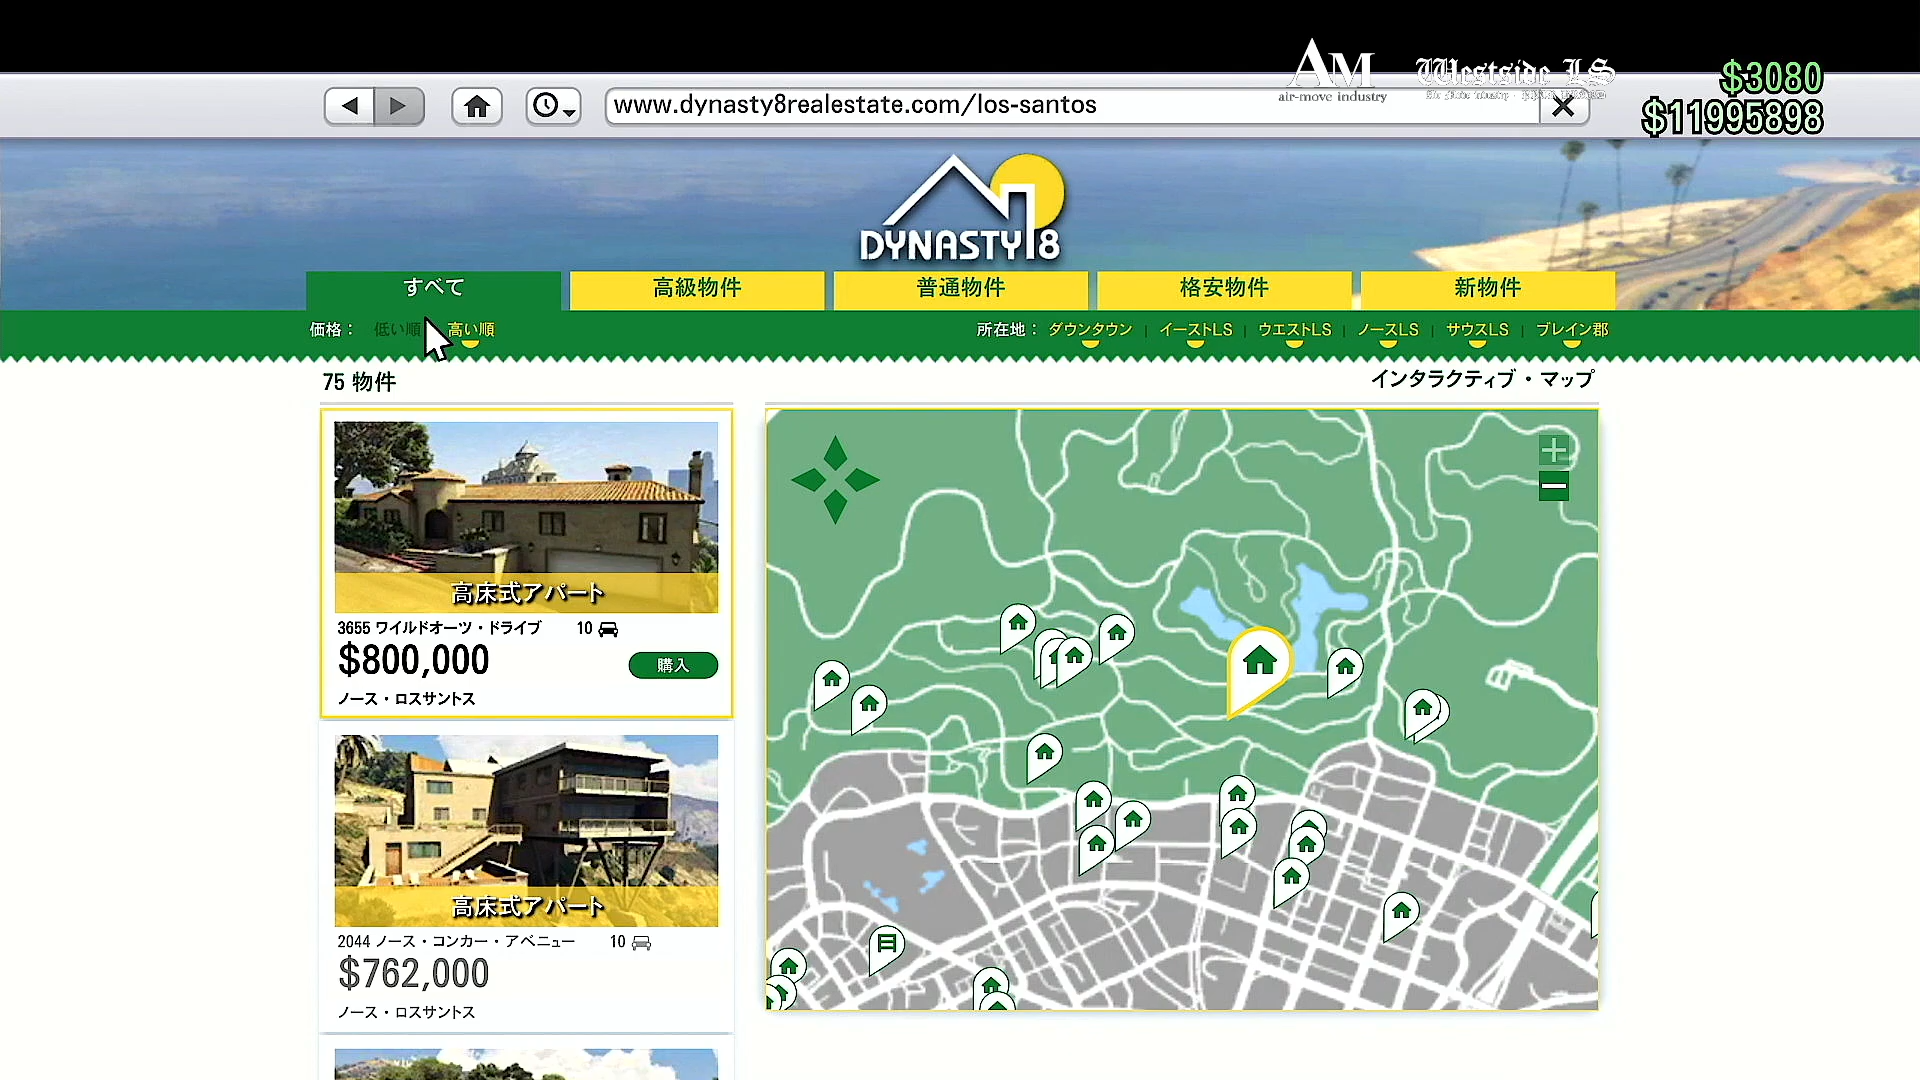 AM
air-move industry
Westside LS
$3080
$11995898
www.dynasty8realestate.com/los-santos
DYNASTY 8
すべて
高級物件
普通物件
格安物件
新物件
価格：
低い順
高い順
所在地：
ダウンタウン
イーストLS
ウエストLS
ノースLS
サウスLS
ブレイン郡
75 物件
インタラクティブ・マップ
高床式アパート
3655 ワイルドオーツ・ドライブ
10
$800,000
購入
ノース・ロスサントス
高床式アパート
2044 ノース・コンカー・アベニュー
10
$762,000
ノース・ロスサントス